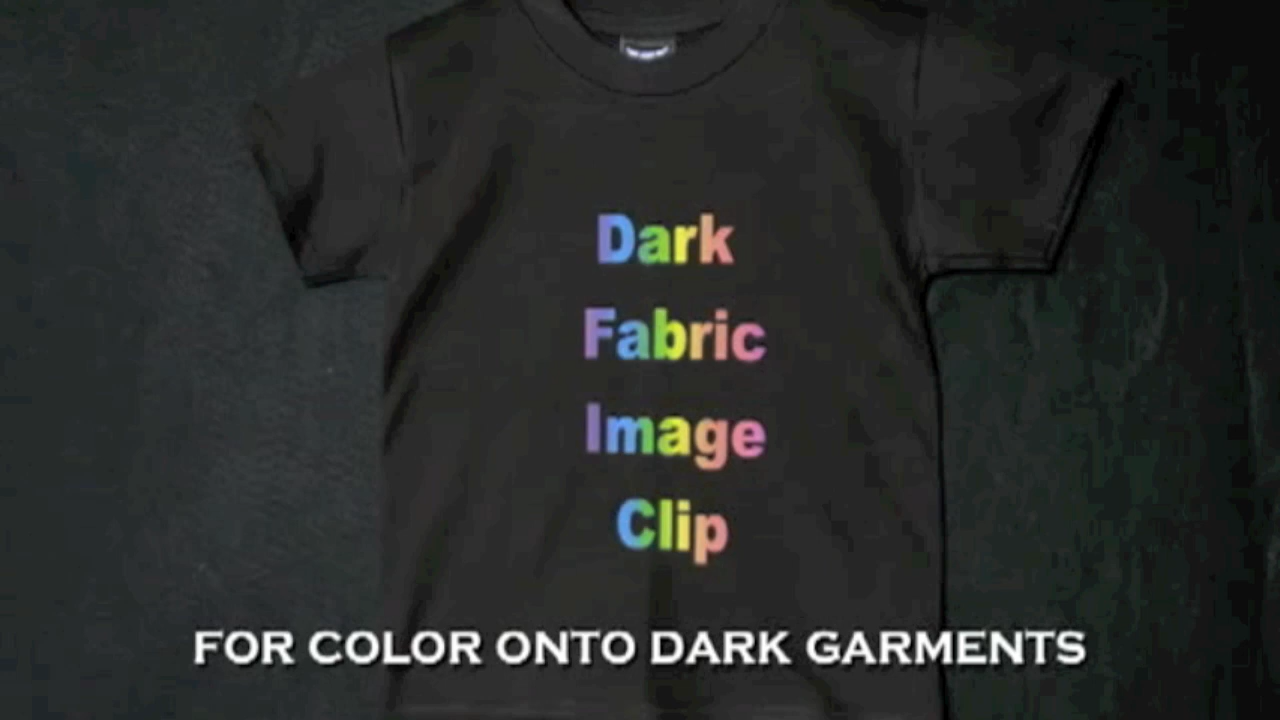 Dark
Fabric
Image
Clip
FOR COLOR ONTO DARK GARMENTS